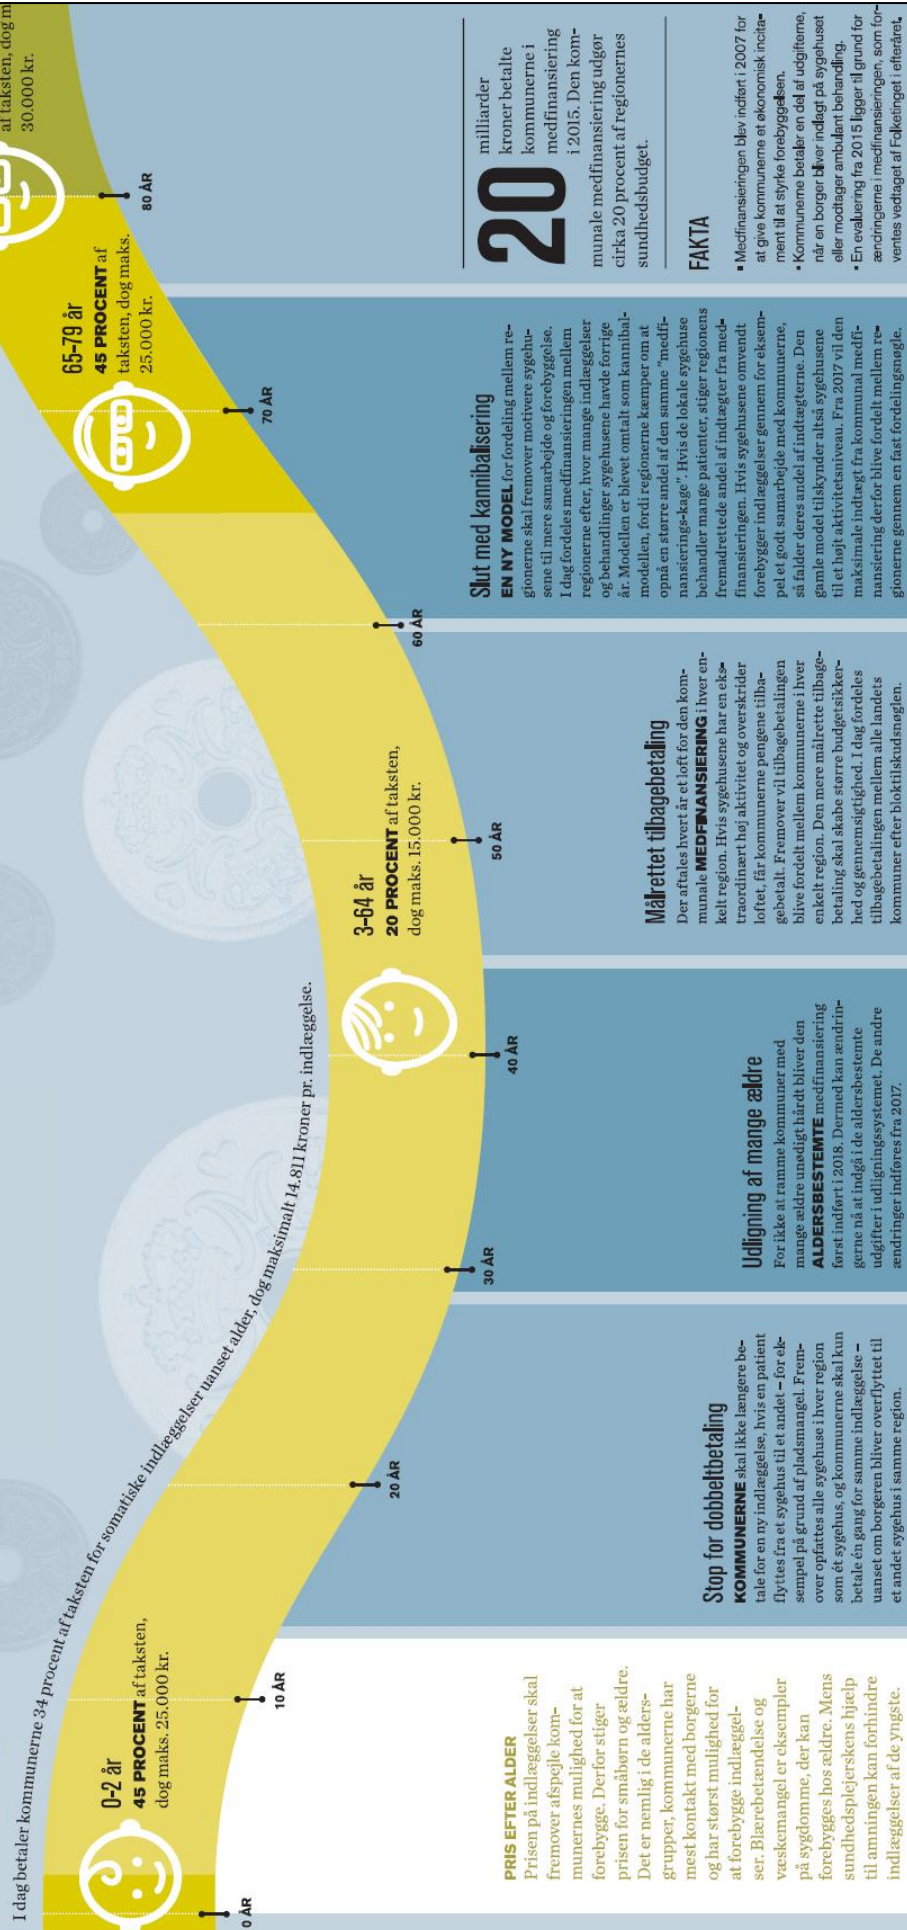 I dag betaler kommunerne 34 procent af taksten for somatiske indlæggelser uanset alder, dog maksimalt 14.811 kroner pr. indlæggelse.
0-2 år
45 PROCENT af taksten,
dog maks. 25.000 kr.
3-64 år
20 PROCENT af taksten,
dog maks. 15.000 kr.
65-79 år
45 PROCENT af
taksten, dog maks.
25.000 kr.
af taksten, dog m
30.000 kr.
0 ÅR
10 ÅR
20 ÅR
30 ÅR
40 ÅR
50 ÅR
60 ÅR
70 ÅR
80 ÅR
PRIS EFTER ALDER
Prisen på indlæggelser skal
fremover afspejle kom-
munernes mulighed for at
forebygge. Derfor stiger
prisen for småbørn og ældre.
Det er nemlig i de alders-
grupper, kommunerne har
mest kontakt med borgerne
og har størst mulighed for
at forebygge indlæggel-
ser. Blærebetændelse og
væskemangel er eksempler
på sygdomme, der kan
forebygges hos ældre. Mens
sundhedsplejerskens hjælp
til amningen kan forhindre
indlæggelser af de yngste.
Stop for dobbeltbetaling
KOMMUNERNE skal ikke længere be-
tale for en ny indlæggelse, hvis en patient
flyttes fra et sygehus til et andet – for ek-
sempel på grund af pladsmangel. Frem-
over opfattes alle sygehuse i hver region
som ét sygehus, og kommunerne skal kun
betale én gang for samme indlæggelse –
uanset om borgeren bliver overflyttet til
et andet sygehus i samme region.
Udligning af mange ældre
For ikke at ramme kommuner med
mange ældre unødigt hårdt bliver den
ALDERSBESTEMTE medfinansiering
først indført i 2018. Dermed kan ændrin-
gerne nå at indgå i de aldersbestemte
udgifter i udligningssystemet. De andre
ændringer indføres fra 2017.
Målrettet tilbagebetaling
Der aftales hvert år et loft for den kom-
munale MEDFINANSIERING i hver en-
kelt region. Hvis sygehusene har en eks-
traordinært høj aktivitet og overskrider
loftet, får kommunerne pengene tilba-
gebetalt. Fremover vil tilbagebetalingen
blive fordelt mellem kommunerne i hver
enkelt region. Den mere målrette tilbage-
betaling skal skabe større budgetsikker-
hed og gennemsigtighed. I dag fordeles
tilbagebetalingen mellem alle landets
kommuner efter bloktilskudsnøglen.
Slut med kannibalisering
EN NY MODEL for fordeling mellem re-
gionerne skal fremover motivere sygehu-
sene til mere samarbejde og forebyggelse.
I dag fordeles medfinansieringen mellem
regionerne efter, hvor mange indlæggelser
og behandlinger sygehusene havde forrige
år. Modellen er blevet omtalt som kannibal-
modellen, fordi regionerne kæmper om at
opnå en større andel af den samme "medfi-
nansierings-kage". Hvis de lokale sygehuse
behandler mange patienter, stiger regionens
fremadrettede andel af indtægter fra med-
finansieringen. Hvis sygehusene omvendt
forebygger indlæggelser gennem for eksem-
pel et godt samarbejde med kommunerne,
så falder deres andel af indtægterne. Den
gamle model tilskynder altså sygehusene
til et højt aktivitetsniveau. Fra 2017 vil den
maksimale indtægt fra kommunal medfi-
nansiering derfor blive fordelt mellem re-
gionerne gennem en fast fordelingsnøgle.
20 milliarder
kroner betalte
kommunerne i
medfinansiering
i 2015. Den kom-
munale medfinansiering udgør
cirka 20 procent af regionernes
sundhedsbudget.
FAKTA
▪ Medfinansieringen blev indført i 2007 for
at give kommunerne et økonomisk incita-
ment til at styrke forebyggelsen.
▪ Kommunerne betaler en del af udgifterne,
når en borger bliver indlagt på sygehuset
eller modtager ambulant behandling.
▪ En evaluering fra 2015 ligger til grund for
ændringerne i medfinansieringen, som for-
ventes vedtaget af Folketinget i efteråret.